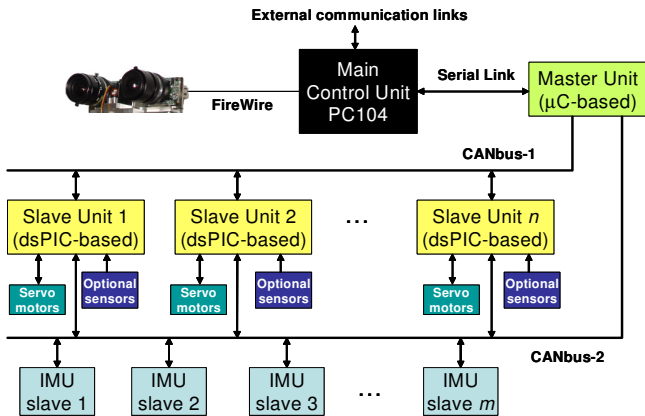 External communication links
Main
Control Unit
PC104
FireWire
Serial Link
Master Unit
(µC-based)
CANbus-1
Slave Unit 1
(dsPIC-based)
Slave Unit 2
(dsPIC-based)
...
Slave Unit n
(dsPIC-based)
Servo
motors
Optional
sensors
Servo
motors
Optional
sensors
Servo
motors
Optional
sensors
CANbus-2
IMU
slave 1
IMU
slave 2
IMU
slave 3
...
IMU
slave m